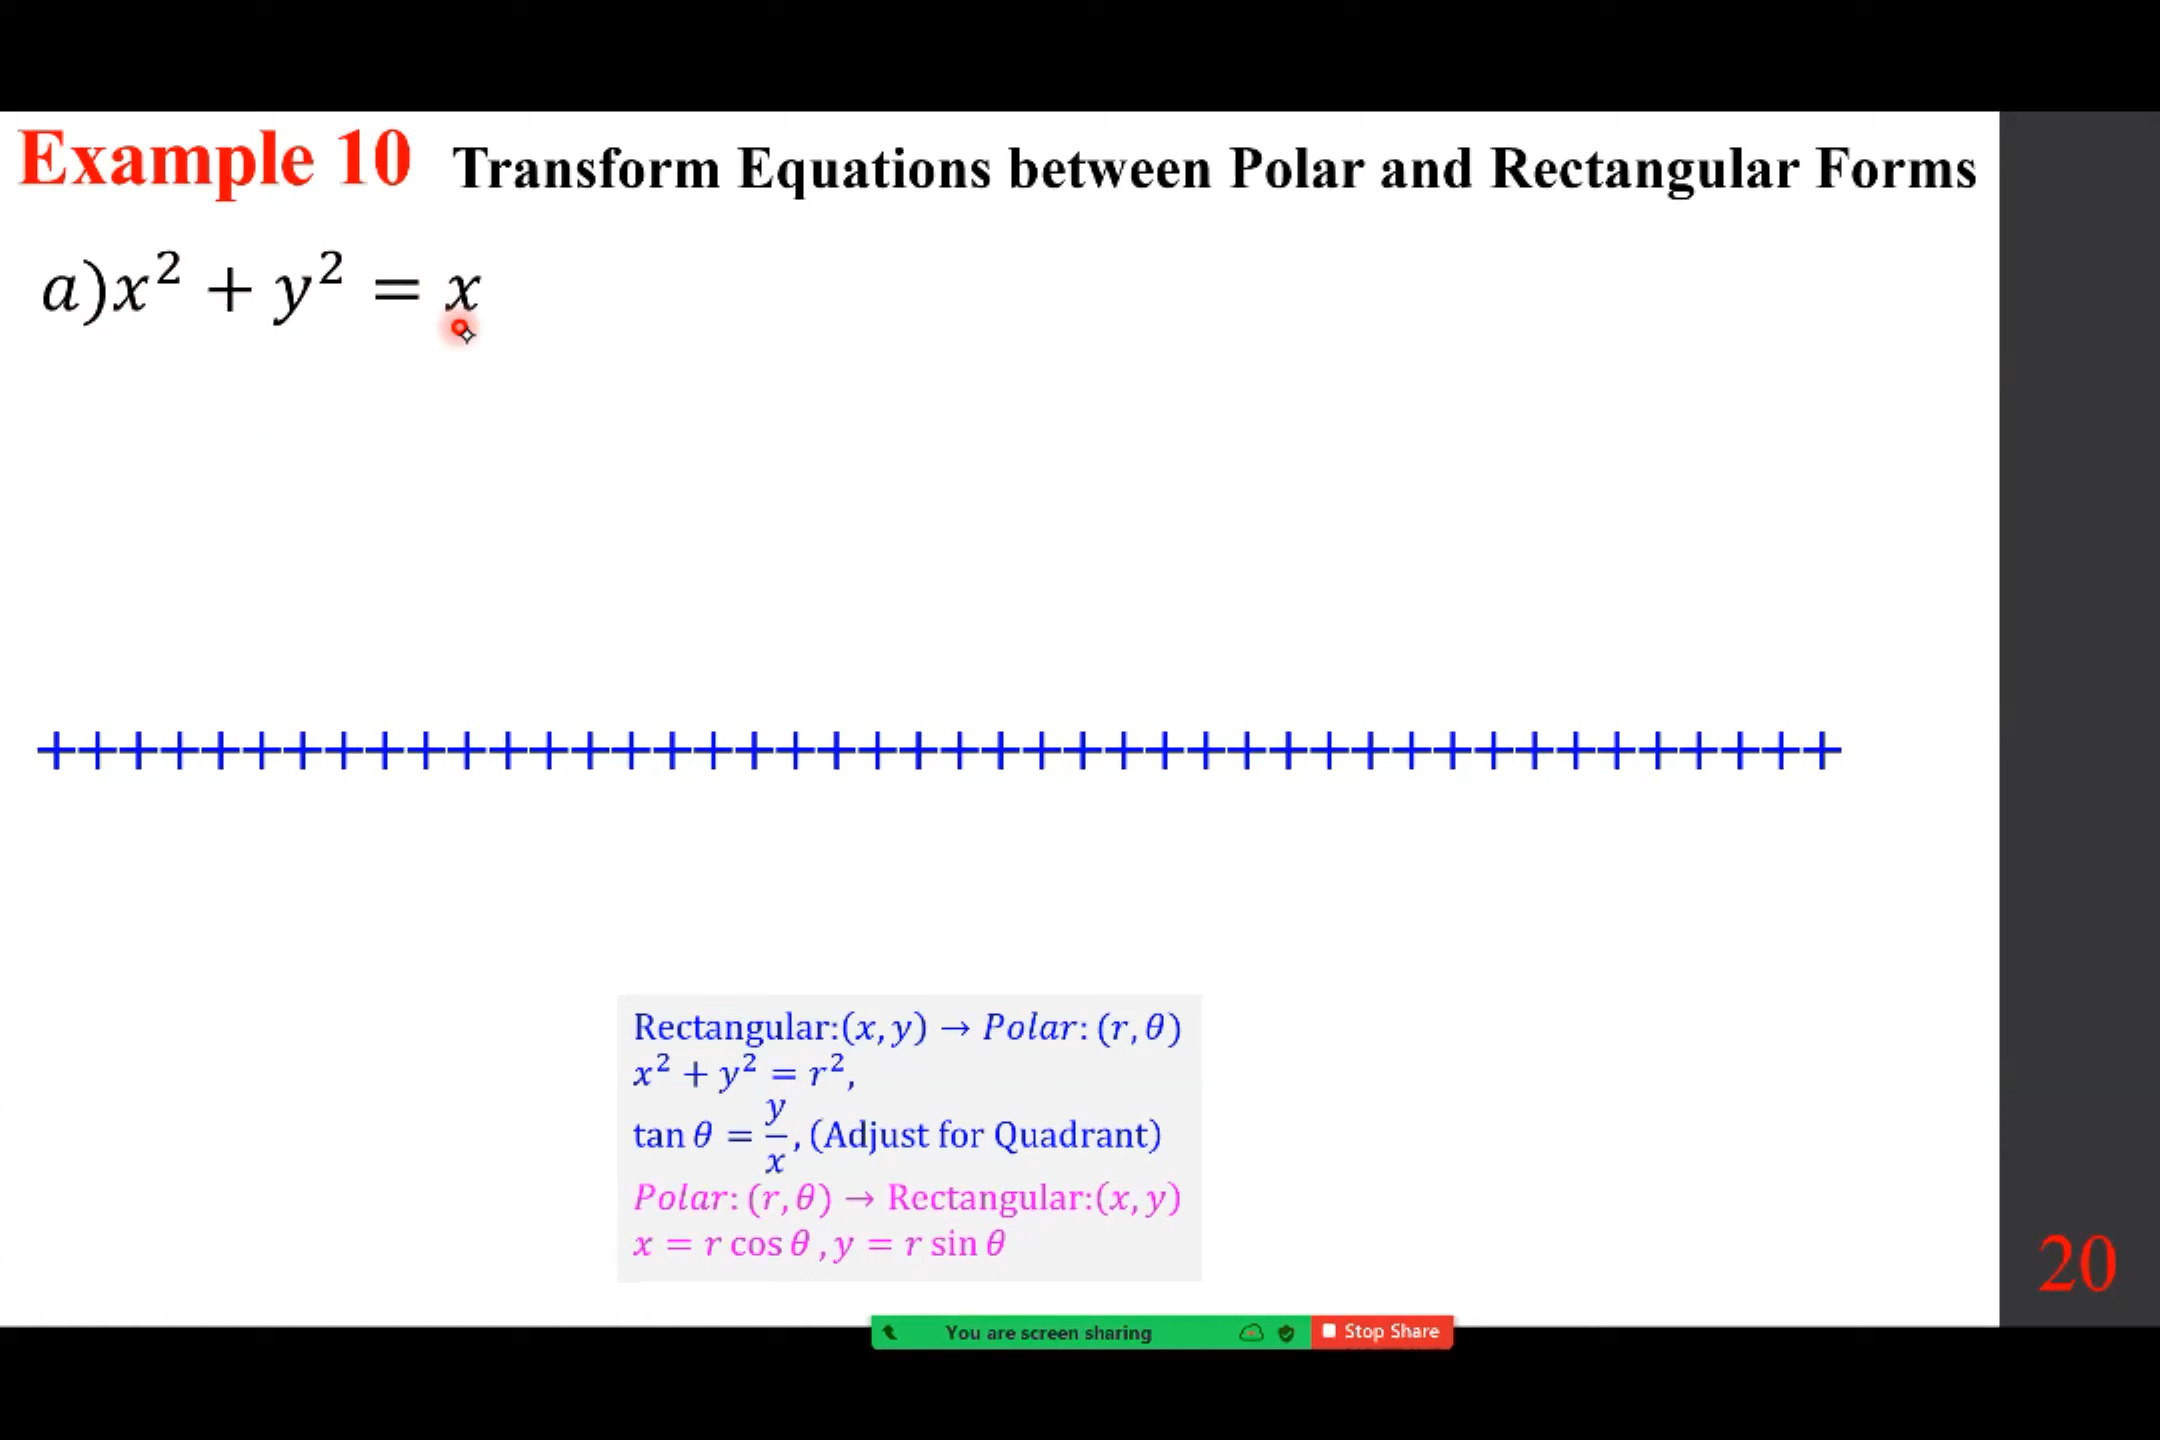 Example 10 Transform Equations between Polar and Rectangular Forms
a)x² + y² = x
++++++++++++++++++++++++++++++++++++++++++++
Rectangular:(x, y) → Polar: (r, θ)
x² + y² = r²,
tan θ = y/x, (Adjust for Quadrant)
Polar: (r, θ) → Rectangular:(x, y)
x = r cos θ , y = r sin θ
20
You are screen sharing Stop Share